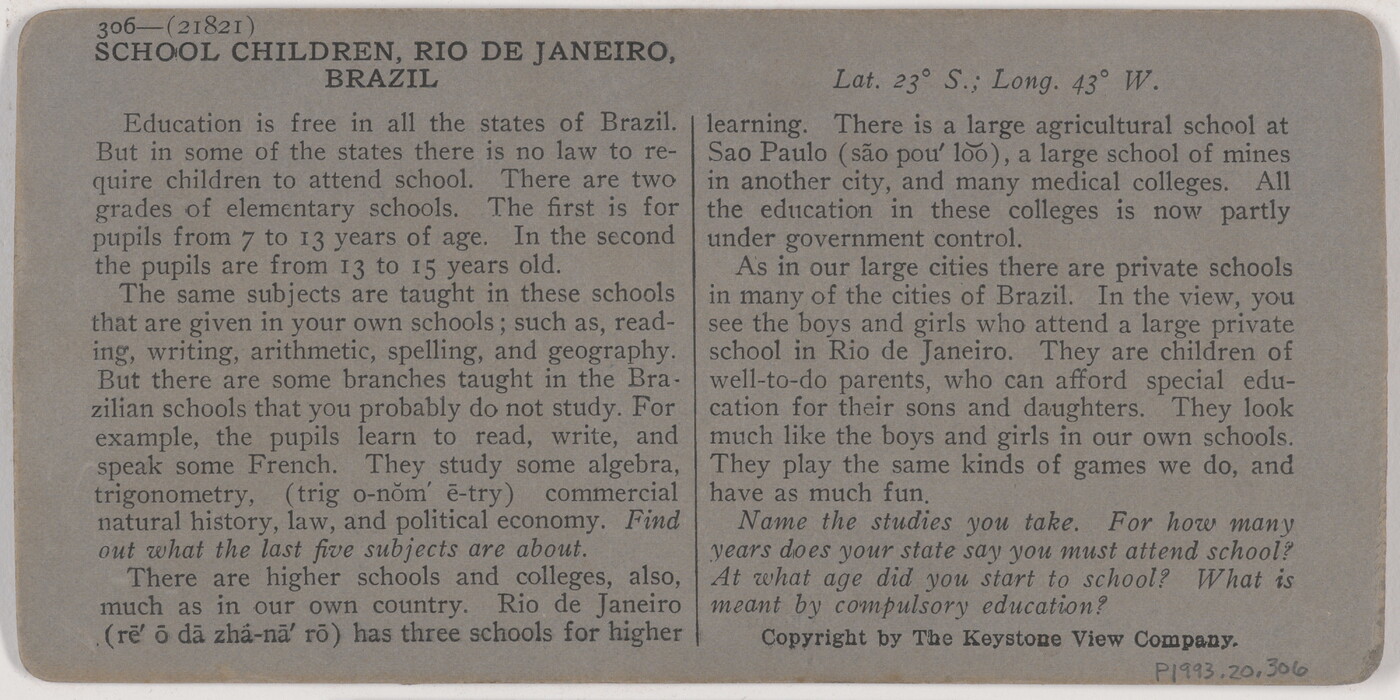 306—(21821)
SCHOOL CHILDREN, RIO DE JANEIRO,
BRAZIL
Education is free in all the states of Brazil.
But in some of the states there is no law to re-
quire children to attend school. There are two
grades of elementary schools. The first is for
pupils from 7 to 13 years of age. In the second
the pupils are from 13 to 15 years old.
The same subjects are taught in these schools
that are given in your own schools; such as, read-
ing, writing, arithmetic, spelling, and geography.
But there are some branches taught in the Bra-
zilian schools that you probably do not study. For
example, the pupils learn to read, write, and
speak some French. They study some algebra,
trigonometry, (trig o-nŏm′ ē-try) commercial
natural history, law, and political economy. Find
out what the last five subjects are about.
There are higher schools and colleges, also,
much as in our own country. Rio de Janeiro
(rē′ ō dā zhȧ-nā′ rō) has three schools for higher
Lat. 23° S.; Long. 43° W.
learning. There is a large agricultural school at
Sao Paulo (são pou′ lo͝o), a large school of mines
in another city, and many medical colleges. All
the education in these colleges is now partly
under government control.
As in our large cities there are private schools
in many of the cities of Brazil. In the view, you
see the boys and girls who attend a large private
school in Rio de Janeiro. They are children of
well-to-do parents, who can afford special edu-
cation for their sons and daughters. They look
much like the boys and girls in our own schools.
They play the same kinds of games we do, and
have as much fun.
Name the studies you take. For how many
years does your state say you must attend school?
At what age did you start to school? What is
meant by compulsory education?
Copyright by The Keystone View Company.
P1993.20.306